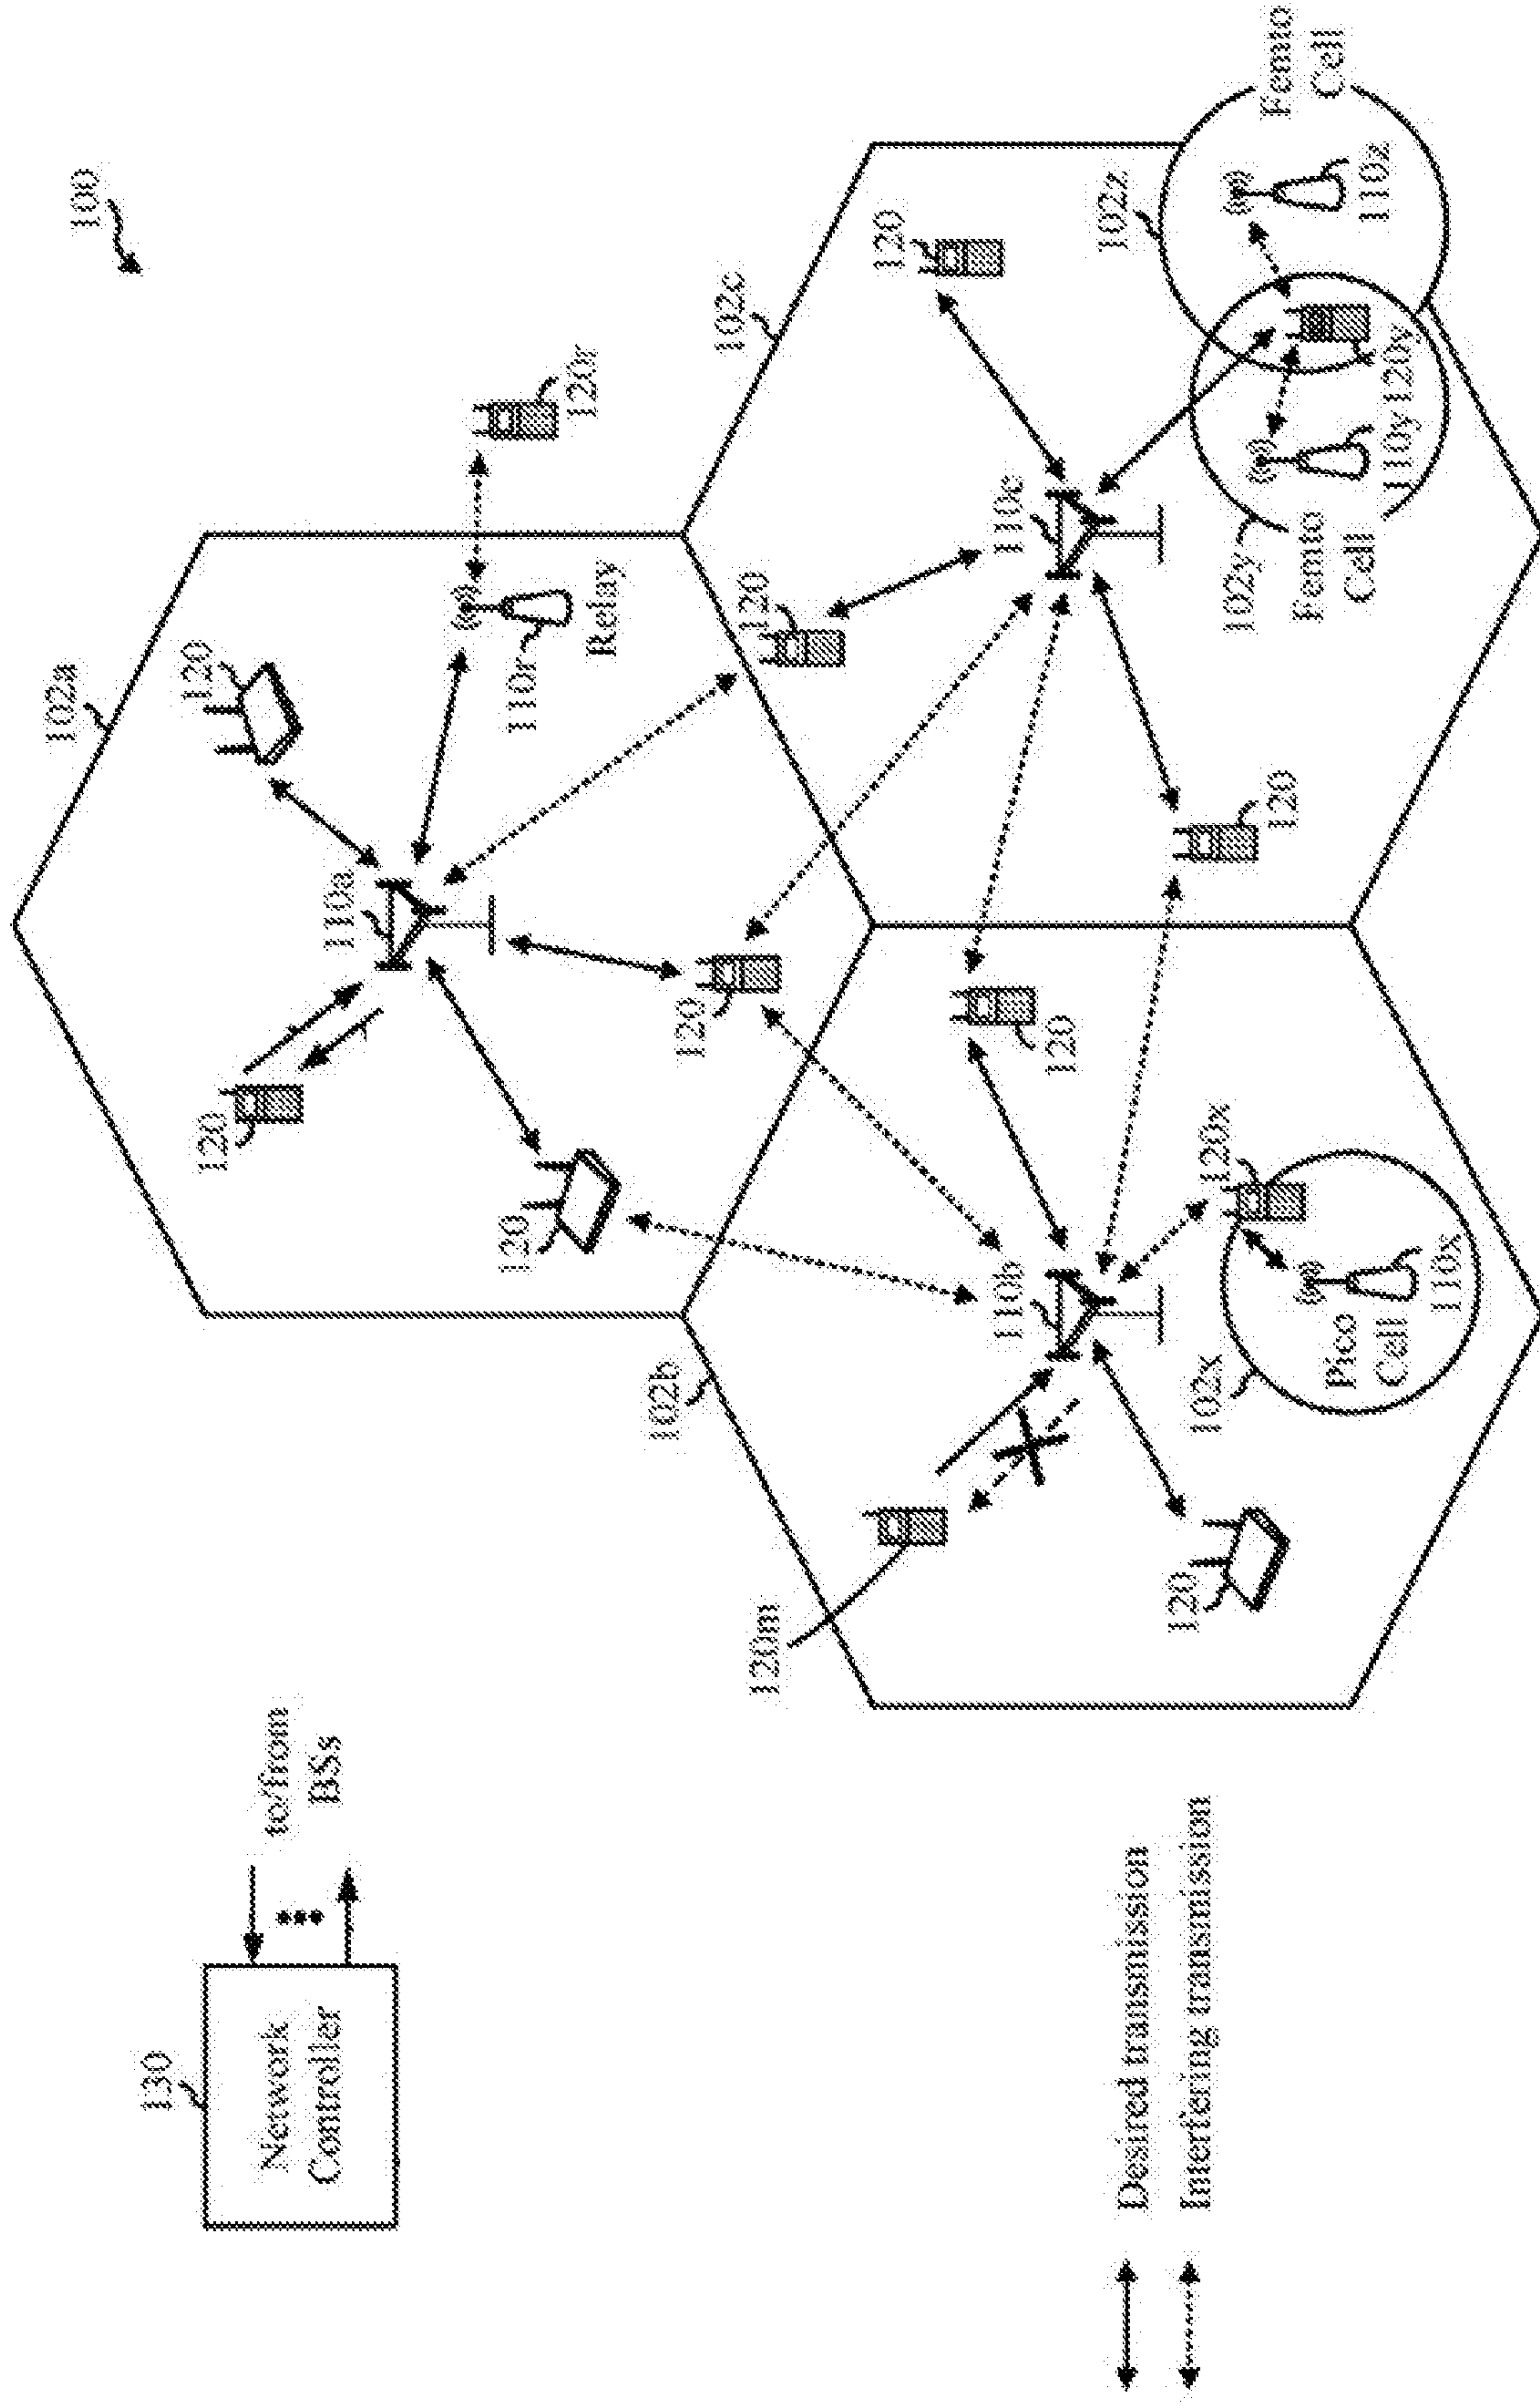 100
130
Network
Controller
to/from
BSs
102a
120
110a
120
120
120
110r
Relay
120r
120
102b
120m
110b
120
120
102x
Pico
Cell
110x
120x
102c
120
110c
120
102y
Femto
Cell
110y
120y
102z
110z
Femto
Cell
Desired transmission
Interfering transmission